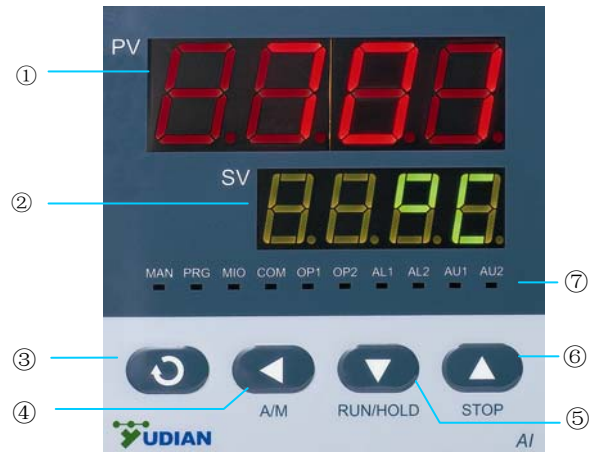 PV
① 707
SV
② °C
MAN PRG MIO COM OP1 OP2 AL1 AL2 AU1 AU2
⑦
③
⑥
④ A/M RUN/HOLD STOP ⑤
YUDIAN AI